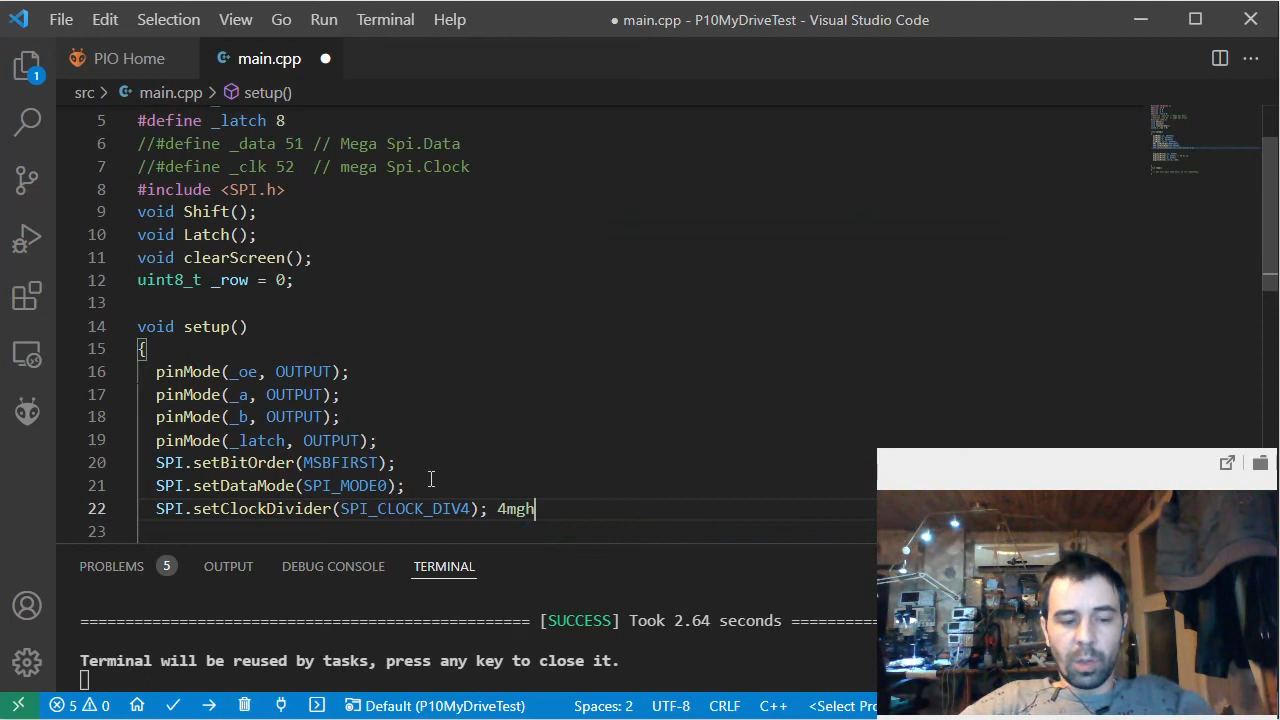 File Edit Selection View Go Run Terminal Help ● main.cpp - P10MyDriveTest - Visual Studio Code
1 PIO Home main.cpp ●
src > main.cpp > setup()
5 #define _latch 8
6 //#define _data 51 // Mega Spi.Data
7 //#define _clk 52 // mega Spi.Clock
8 #include <SPI.h>
9 void Shift();
10 void Latch();
11 void clearScreen();
12 uint8_t _row = 0;
13
14 void setup()
15 {
16 pinMode(_oe, OUTPUT);
17 pinMode(_a, OUTPUT);
18 pinMode(_b, OUTPUT);
19 pinMode(_latch, OUTPUT);
20 SPI.setBitOrder(MSBFIRST);
21 SPI.setDataMode(SPI_MODE0);
22 SPI.setClockDivider(SPI_CLOCK_DIV4); 4mgh
23
PROBLEMS 5 OUTPUT DEBUG CONSOLE TERMINAL
============================================== [SUCCESS] Took 2.64 seconds =========
Terminal will be reused by tasks, press any key to close it.
5 0 Default (P10MyDriveTest) Spaces: 2 UTF-8 CRLF C++ <Select Pro